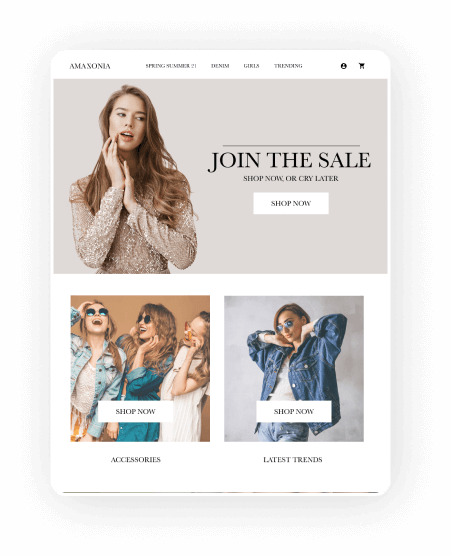 AMAXONIA
SPRING SUMMER 21 DENIM GIRLS TRENDING
JOIN THE SALE
SHOP NOW, OR CRY LATER
SHOP NOW
SHOP NOW SHOP NOW
ACCESSORIES LATEST TRENDS